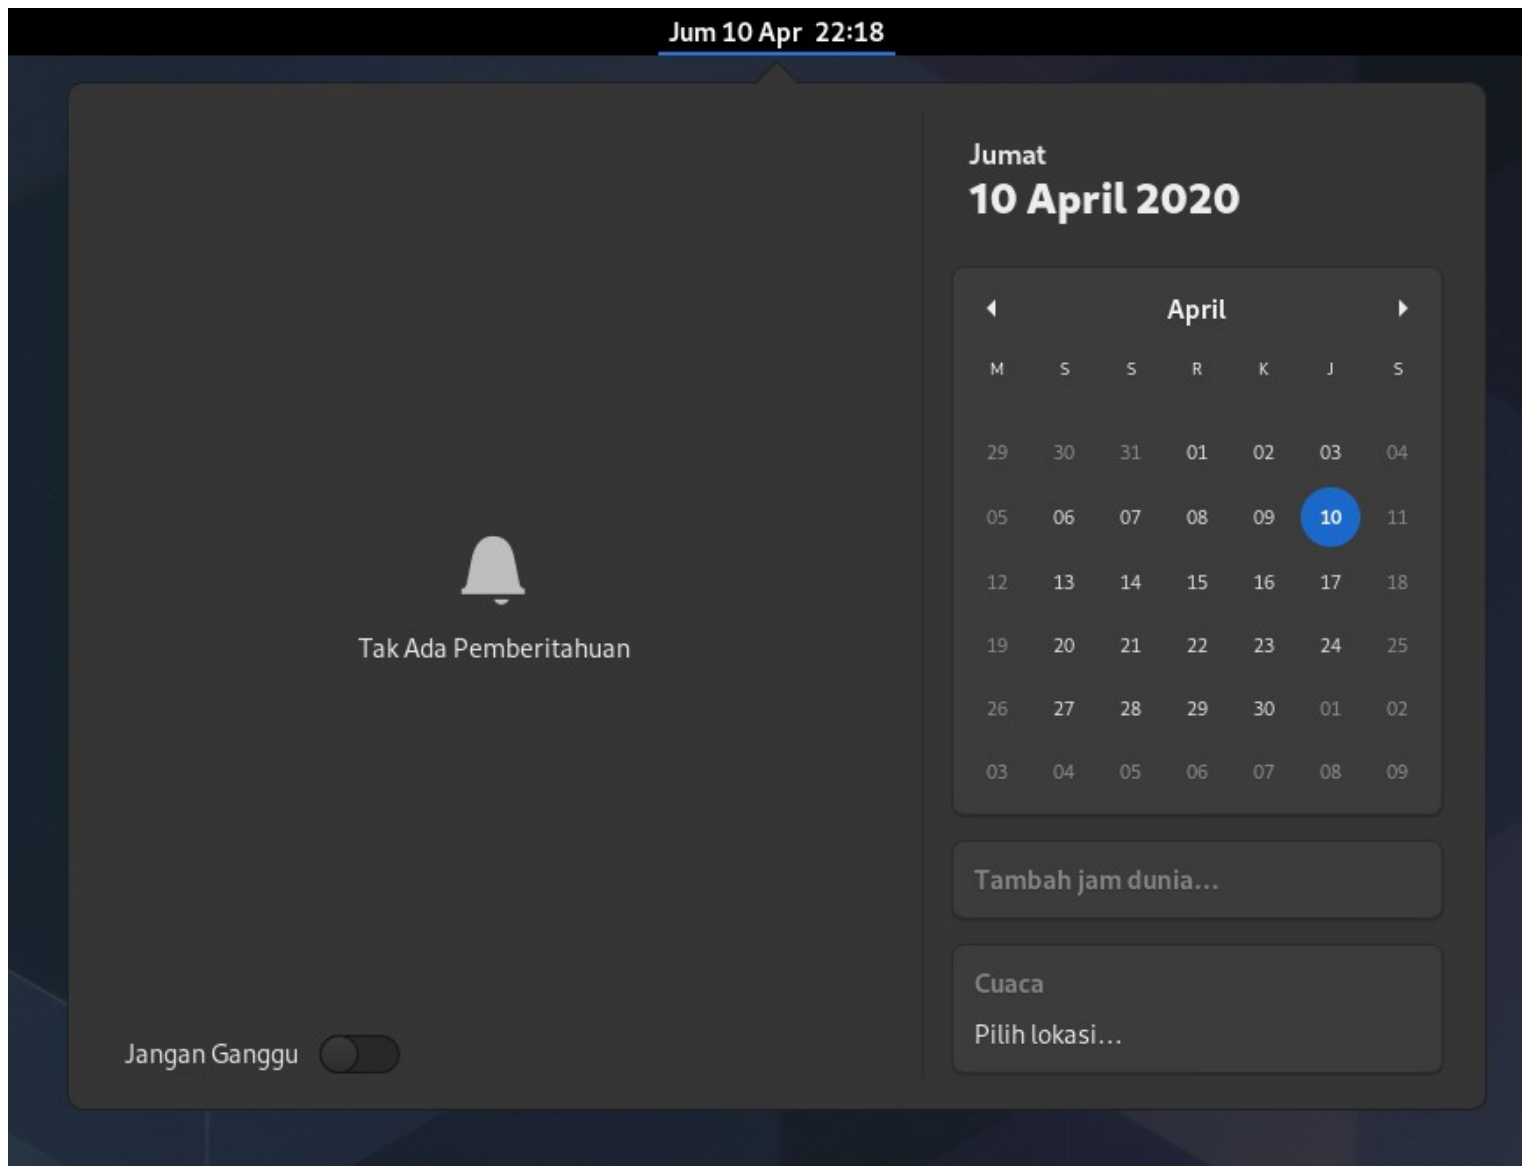 Jum 10 Apr 22:18
Tak Ada Pemberitahuan
Jangan Ganggu
Jumat
10 April 2020
April
M S S R K J S
29 30 31 01 02 03 04
05 06 07 08 09 10 11
12 13 14 15 16 17 18
19 20 21 22 23 24 25
26 27 28 29 30 01 02
03 04 05 06 07 08 09
Tambah jam dunia...
Cuaca
Pilih lokasi...